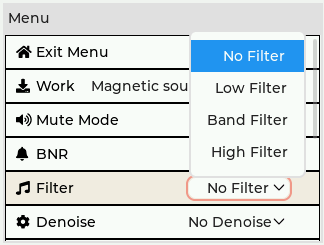 Menu
Exit Menu
Work Magnetic sou
Mute Mode
BNR
Filter No Filter
Denoise No Denoise
No Filter
Low Filter
Band Filter
High Filter